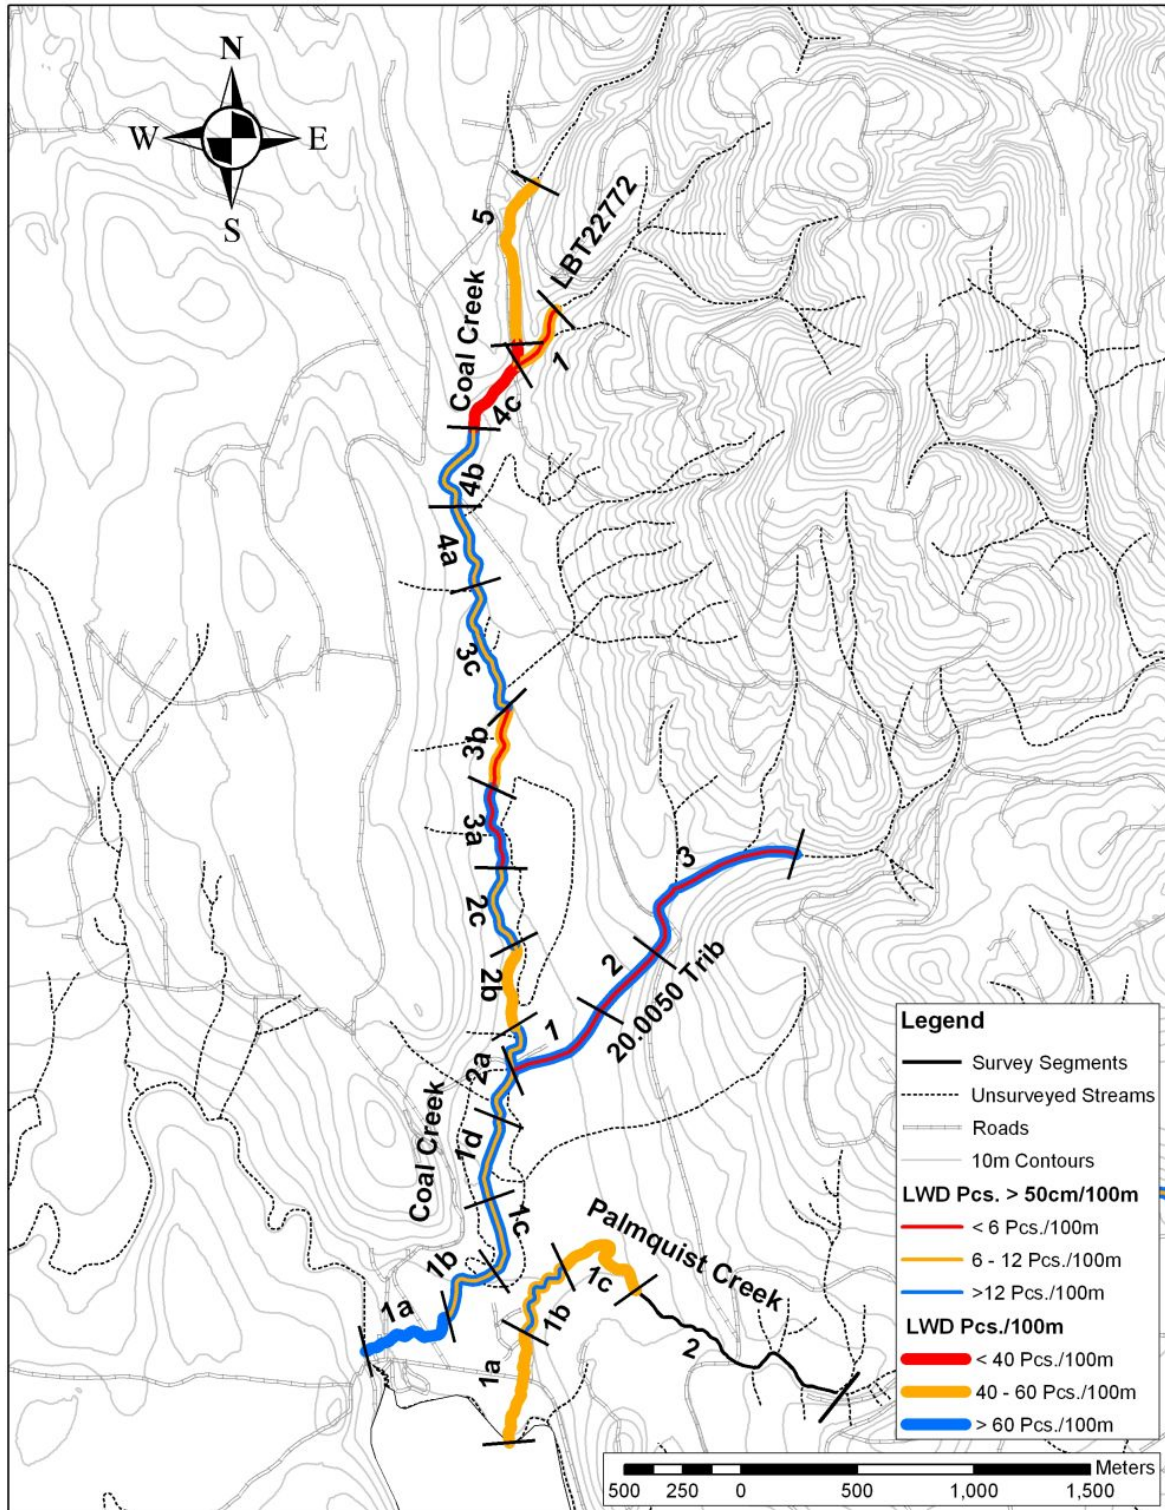 N
W
E
S
5
LBT22772
Coal Creek
1
4c
4b
4a
3c
3b
3a
2c
2b
3
2
20.0050 Trib
1
2a
Coal Creek
1d
1c
1b
1a
Palmquist Creek
1c
1b
1a
2
Legend
Survey Segments
Unsurveyed Streams
Roads
10m Contours
LWD Pcs. > 50cm/100m
< 6 Pcs./100m
6 - 12 Pcs./100m
>12 Pcs./100m
LWD Pcs./100m
< 40 Pcs./100m
40 - 60 Pcs./100m
> 60 Pcs./100m
Meters
500 250 0 500 1,000 1,500